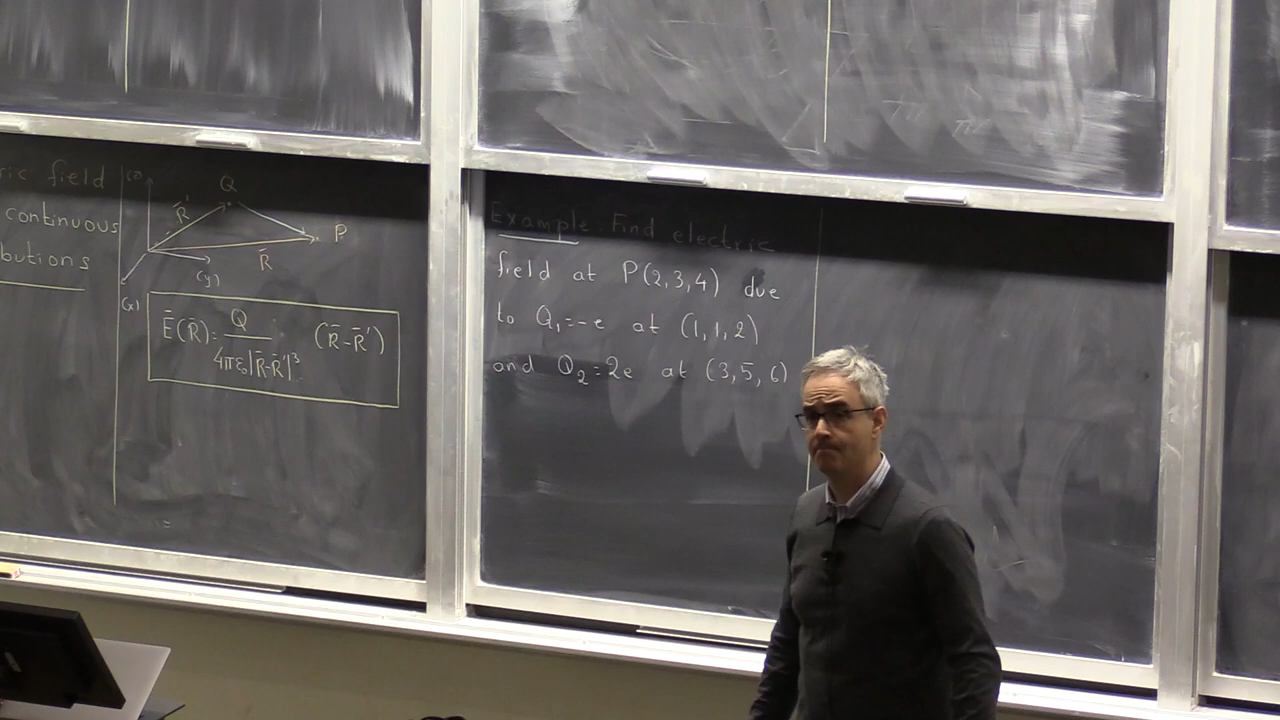 ric field
continuous
butions
(z)
Q
R̄'
P
R̄
(y)
(x)
Ē(R̄)= Q / 4πε₀|R̄-R̄'|³ (R̄-R̄')
Example: Find electric
field at P(2,3,4) due
to Q₁=-e at (1,1,2)
and Q₂=2e at (3,5,6)